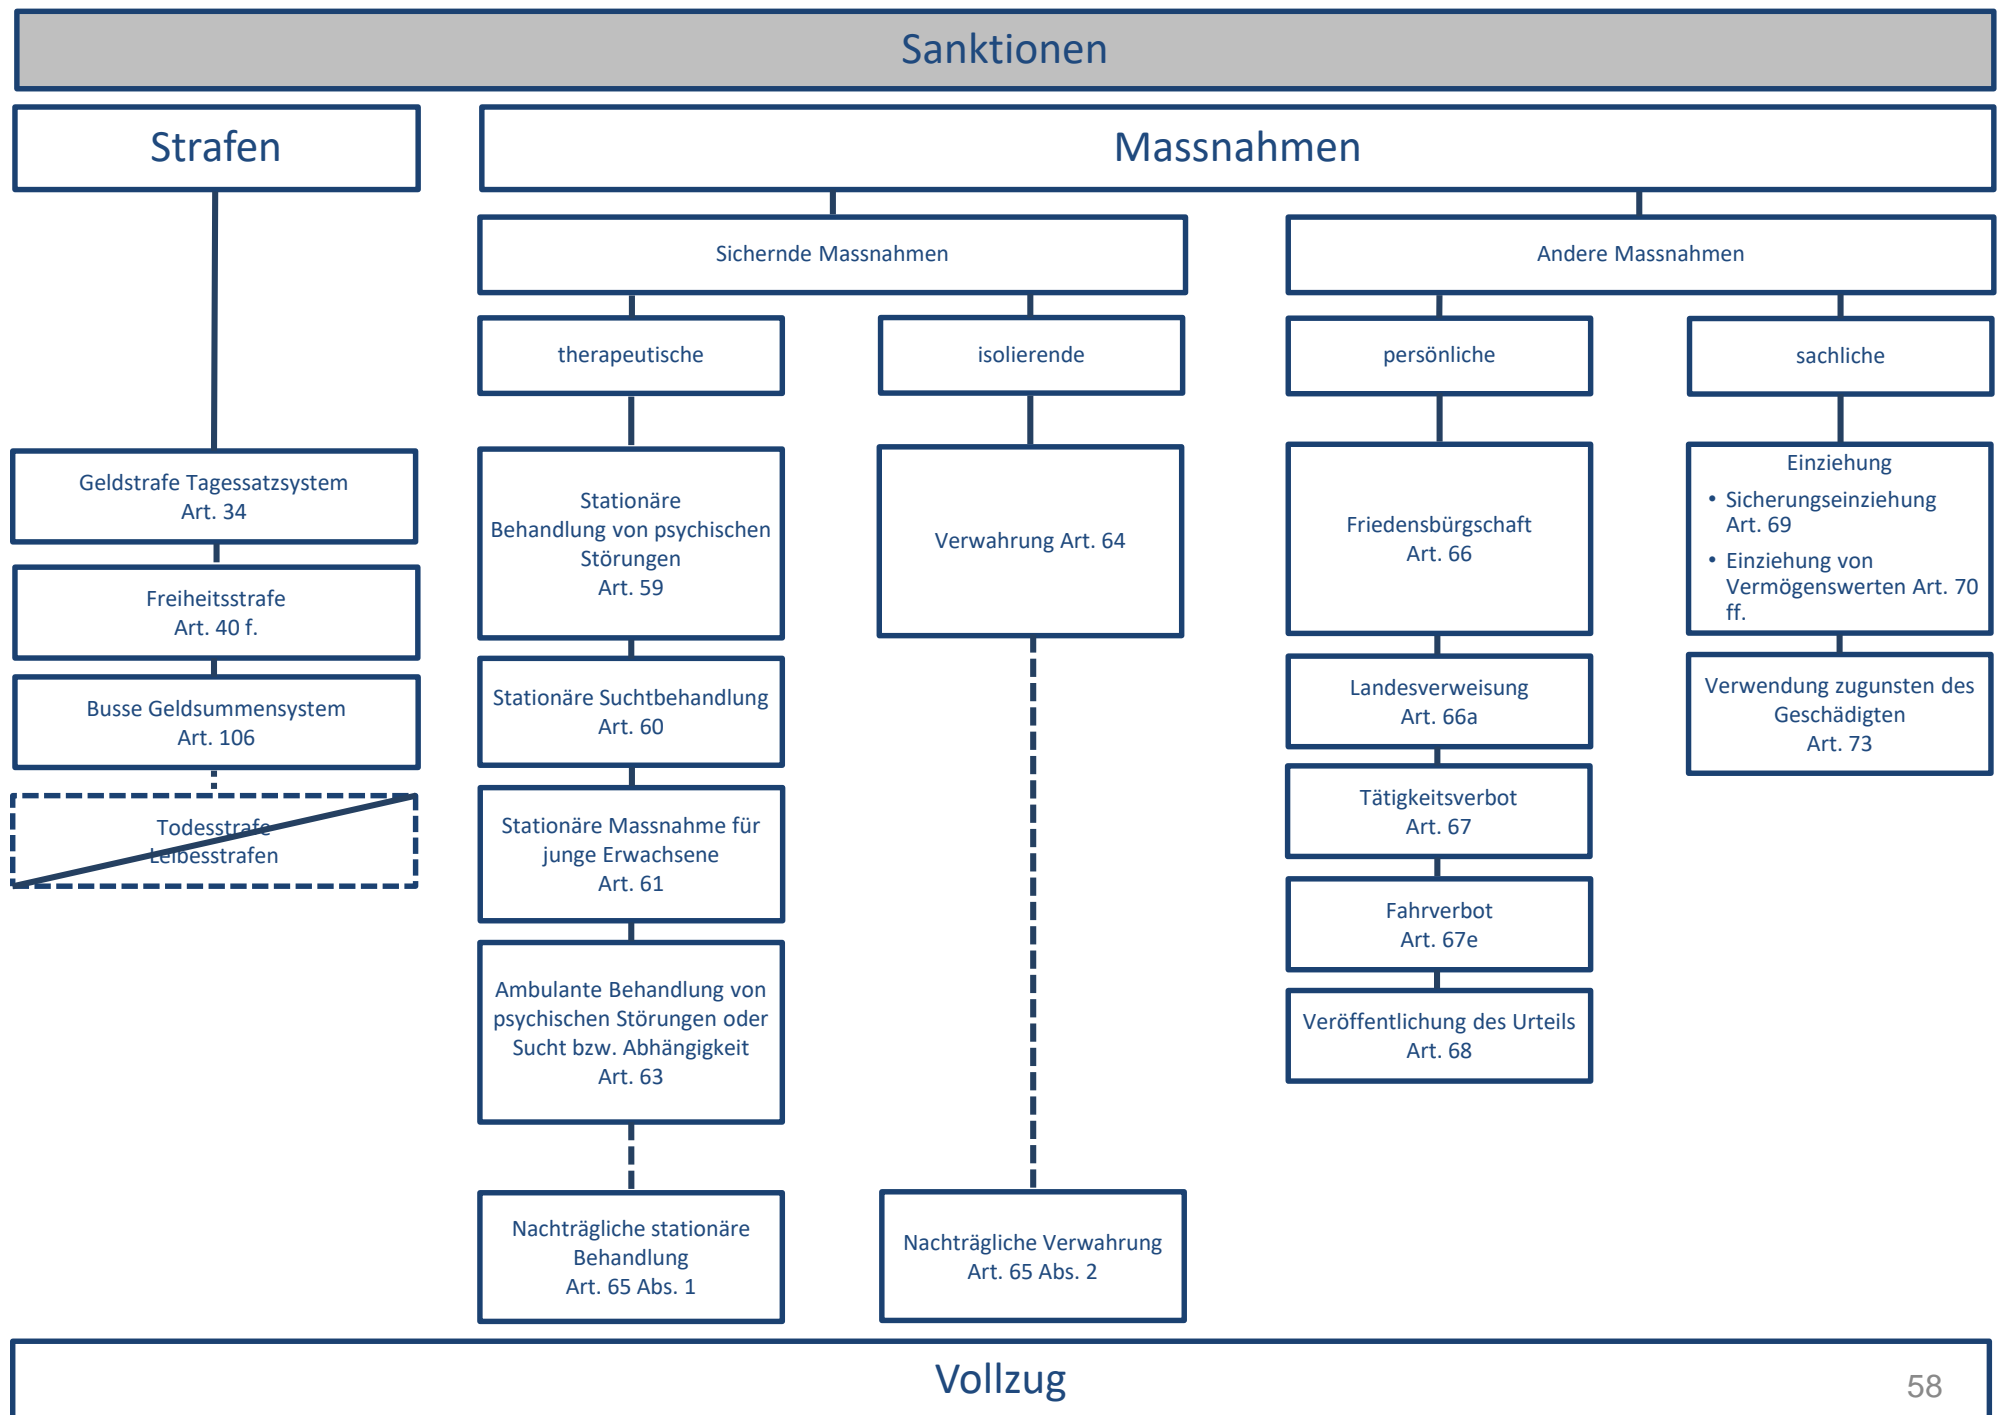 Sanktionen
Strafen
Massnahmen
Sichernde Massnahmen
Andere Massnahmen
therapeutische
isolierende
persönliche
sachliche
Geldstrafe Tagessatzsystem
Art. 34
Freiheitsstrafe
Art. 40 f.
Busse Geldsummensystem
Art. 106
Todesstrafe
Leibesstrafen
Stationäre
Behandlung von psychischen
Störungen
Art. 59
Stationäre Suchtbehandlung
Art. 60
Stationäre Massnahme für
junge Erwachsene
Art. 61
Ambulante Behandlung von
psychischen Störungen oder
Sucht bzw. Abhängigkeit
Art. 63
Nachträgliche stationäre
Behandlung
Art. 65 Abs. 1
Verwahrung Art. 64
Nachträgliche Verwahrung
Art. 65 Abs. 2
Friedensbürgschaft
Art. 66
Landesverweisung
Art. 66a
Tätigkeitsverbot
Art. 67
Fahrverbot
Art. 67e
Veröffentlichung des Urteils
Art. 68
Einziehung
• Sicherungseinziehung
Art. 69
• Einziehung von
Vermögenswerten Art. 70
ff.
Verwendung zugunsten des
Geschädigten
Art. 73
Vollzug
58